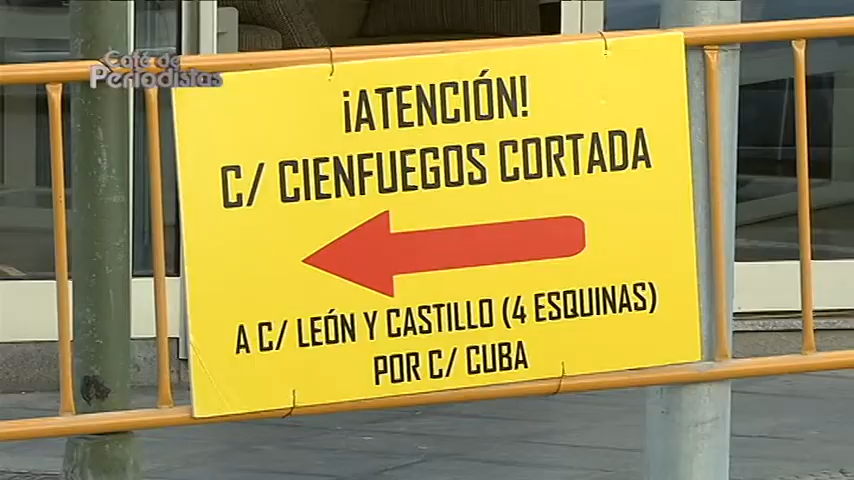 Café de
Periodistas
¡ATENCIÓN!
C/ CIENFUEGOS CORTADA
A C/ LEÓN Y CASTILLO (4 ESQUINAS)
POR C/ CUBA